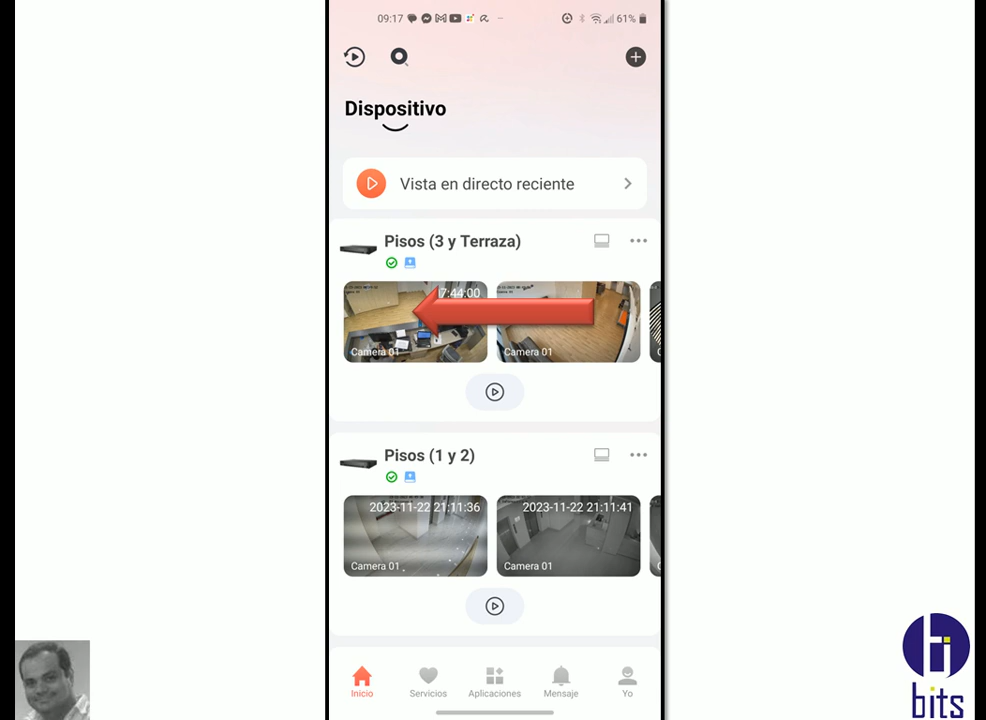 09:17
61%
Dispositivo
Vista en directo reciente
Pisos (3 y Terraza)
7:44:00
Camera 01
Camera 01
Pisos (1 y 2)
2023-11-22 21:11:36
2023-11-22 21:11:41
Camera 01
Camera 01
Inicio
Servicios
Aplicaciones
Mensaje
Yo
bits